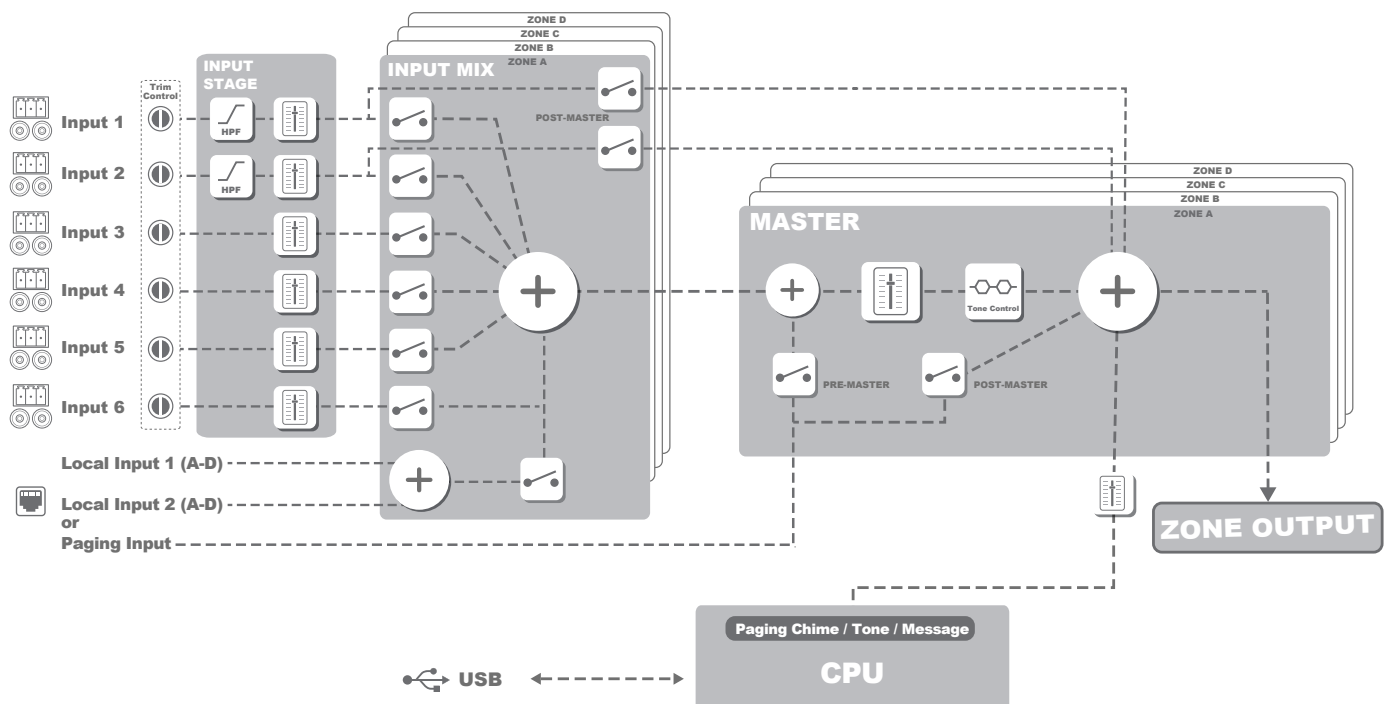 ZONE D
ZONE C
ZONE B
ZONE A
INPUT
STAGE
INPUT MIX
Trim
Control
POST-MASTER
Input 1
HPF
Input 2
HPF
Input 3
Input 4
Input 5
Input 6
Local Input 1 (A-D)
Local Input 2 (A-D)
or
Paging Input
ZONE D
ZONE C
ZONE B
ZONE A
MASTER
Tone Control
PRE-MASTER
POST-MASTER
ZONE OUTPUT
Paging Chime / Tone / Message
CPU
USB